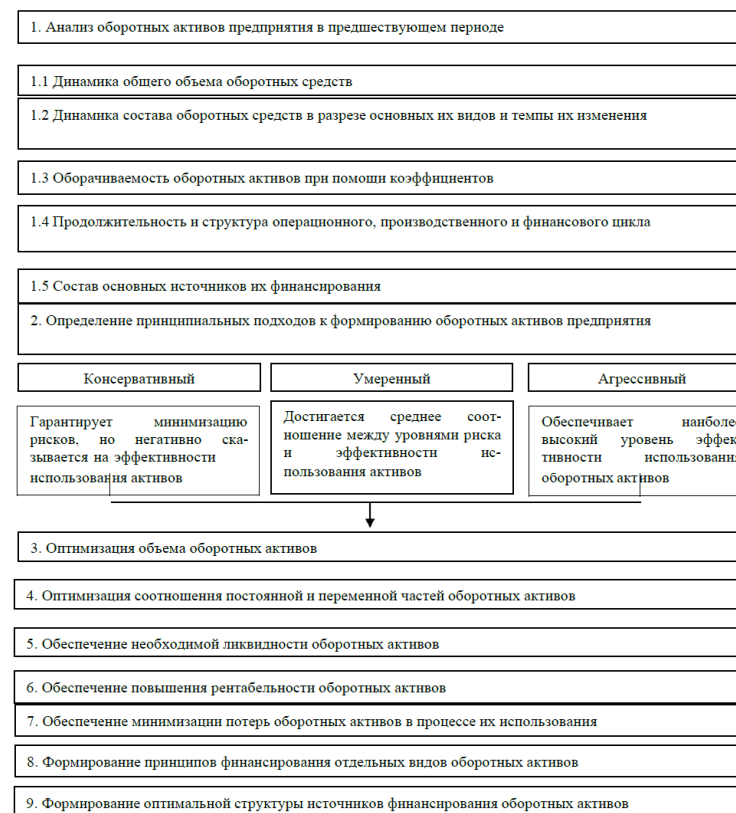 1. Анализ оборотных активов предприятия в предшествующем периоде
1.1 Динамика общего объема оборотных средств
1.2 Динамика состава оборотных средств в разрезе основных их видов и темпы их изменения
1.3 Оборачиваемость оборотных активов при помощи коэффициентов
1.4 Продолжительность и структура операционного, производственного и финансового цикла
1.5 Состав основных источников их финансирования
2. Определение принципиальных подходов к формированию оборотных активов предприятия
Консервативный
Умеренный
Агрессивный
Гарантирует минимизацию
рисков, но негативно ска-
зывается на эффективности
использования активов
Достигается среднее соот-
ношение между уровнями риска
и эффективности ис-
пользования активов
Обеспечивает наиболе
высокий уровень эффек
тивности использовани
оборотных активов
3. Оптимизация объема оборотных активов
4. Оптимизация соотношения постоянной и переменной частей оборотных активов
5. Обеспечение необходимой ликвидности оборотных активов
6. Обеспечение повышения рентабельности оборотных активов
7. Обеспечение минимизации потерь оборотных активов в процессе их использования
8. Формирование принципов финансирования отдельных видов оборотных активов
9. Формирование оптимальной структуры источников финансирования оборотных активов